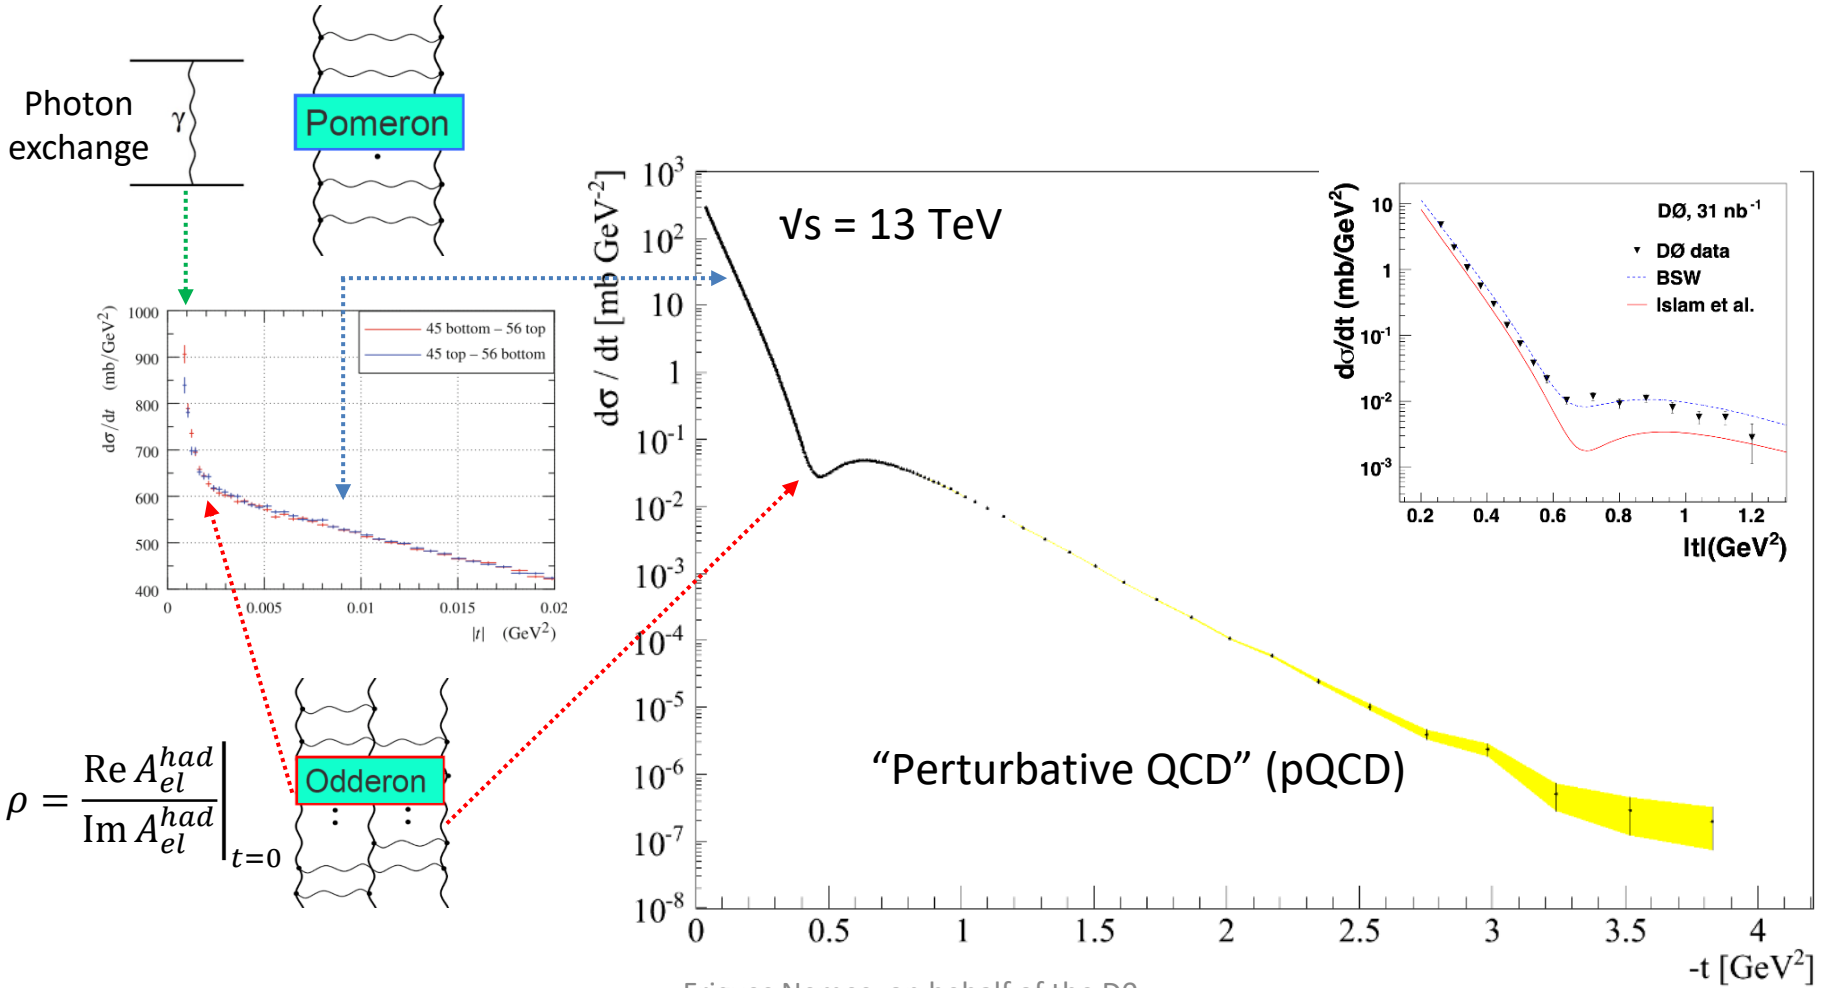 Photon
exchange
γ
Pomeron
1000
900
800
700
600
500
400
dσ/dt (mb/GeV²)
45 bottom – 56 top
45 top – 56 bottom
0
0.005
0.01
0.015
0.02
|t| (GeV²)
ρ = Re A_el^had / Im A_el^had |t=0
Odderon
dσ / dt [mb GeV⁻²]
10³
10²
10
1
10⁻¹
10⁻²
10⁻³
10⁻⁴
10⁻⁵
10⁻⁶
10⁻⁷
10⁻⁸
√s = 13 TeV
"Perturbative QCD" (pQCD)
0
0.5
1
1.5
2
2.5
3
3.5
4
-t [GeV²]
dσ/dt (mb/GeV²)
10
1
10⁻¹
10⁻²
10⁻³
DØ, 31 nb⁻¹
DØ data
BSW
Islam et al.
0.2
0.4
0.6
0.8
1
1.2
|t|(GeV²)